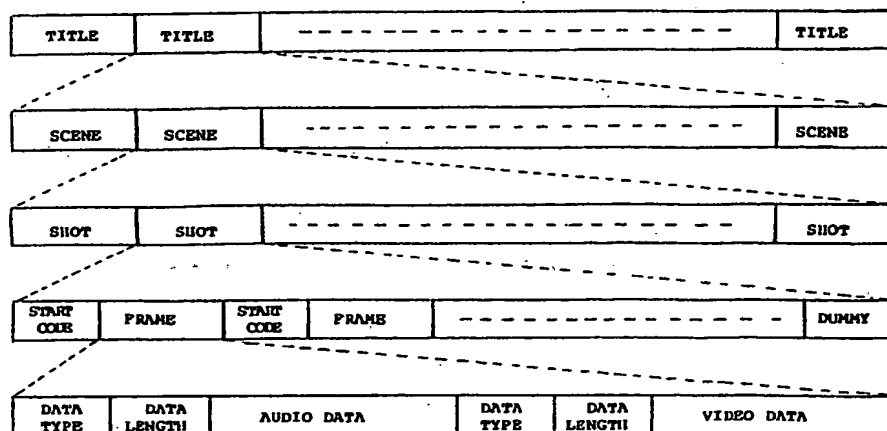 TITLE TITLE TITLE
SCENE SCENE SCENE
SHOT SHOT SHOT
START CODE FRAME START CODE FRAME DUMMY
DATA TYPE DATA LENGTH AUDIO DATA DATA TYPE DATA LENGTH VIDEO DATA